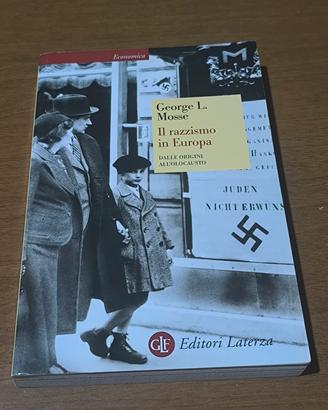 Economica
George L.
Mosse
Il razzismo
in Europa
DALLE ORIGINI
ALL'OLOCAUSTO
JUDEN
NICHT ERWÜNS
GLF Editori Laterza